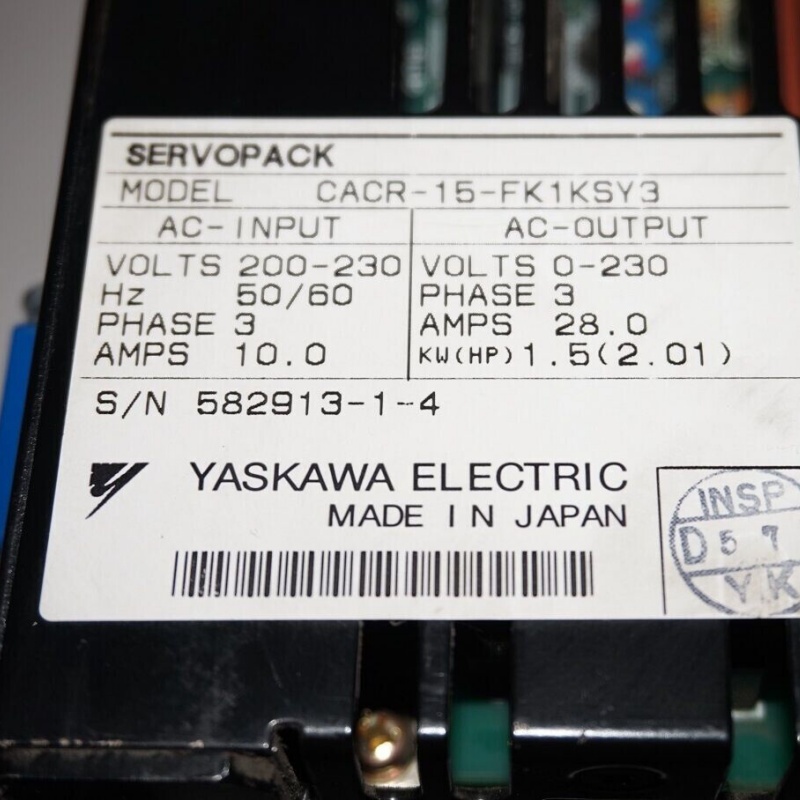 SERVOPACK
MODEL CACR-15-FK1KSY3
AC-INPUT AC-OUTPUT
VOLTS 200-230 VOLTS 0-230
Hz 50/60 PHASE 3
PHASE 3 AMPS 28.0
AMPS 10.0 KW(HP) 1.5(2.01)
S/N 582913-1-4
YASKAWA ELECTRIC
MADE IN JAPAN
INSP
D 5 7
YK